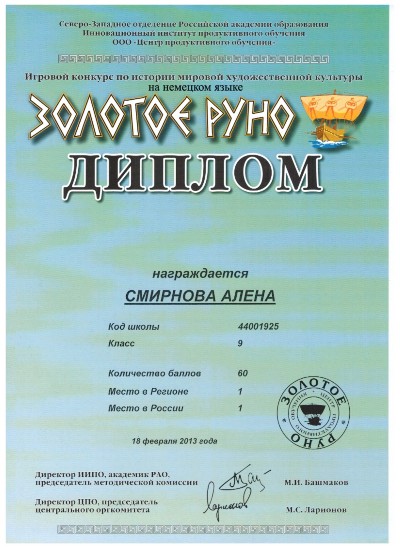 Северо-Западное отделение Российской академии образования
Инновационный институт продуктивного обучения
ООО «Центр продуктивного обучения»
Игровой конкурс по истории мировой художественной культуры
на немецком языке
ЗОЛОТОЕ РУНО
ДИПЛОМ
награждается
СМИРНОВА АЛЕНА
Код школы 44001925
Класс 9
Количество баллов 60
Место в Регионе 1
Место в России 1
18 февраля 2013 года
ЗОЛОТОЕ
РУНО
Директор ИИПО, академик РАО,
председатель методической комиссии М.И. Башмаков
Директор ЦПО, председатель
центрального оргкомитета М.С. Ларионов